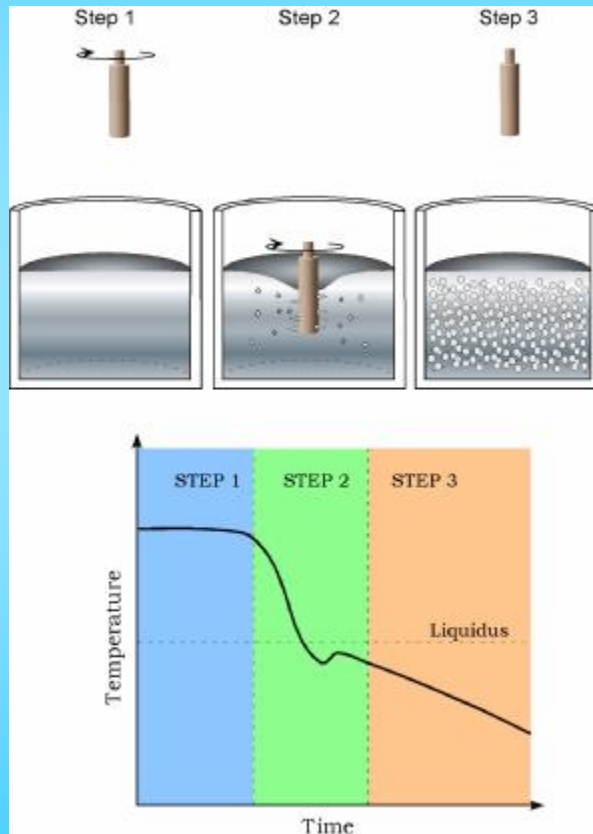 Step 1 Step 2 Step 3
STEP 1 STEP 2 STEP 3
Liquidus
Temperature
Time